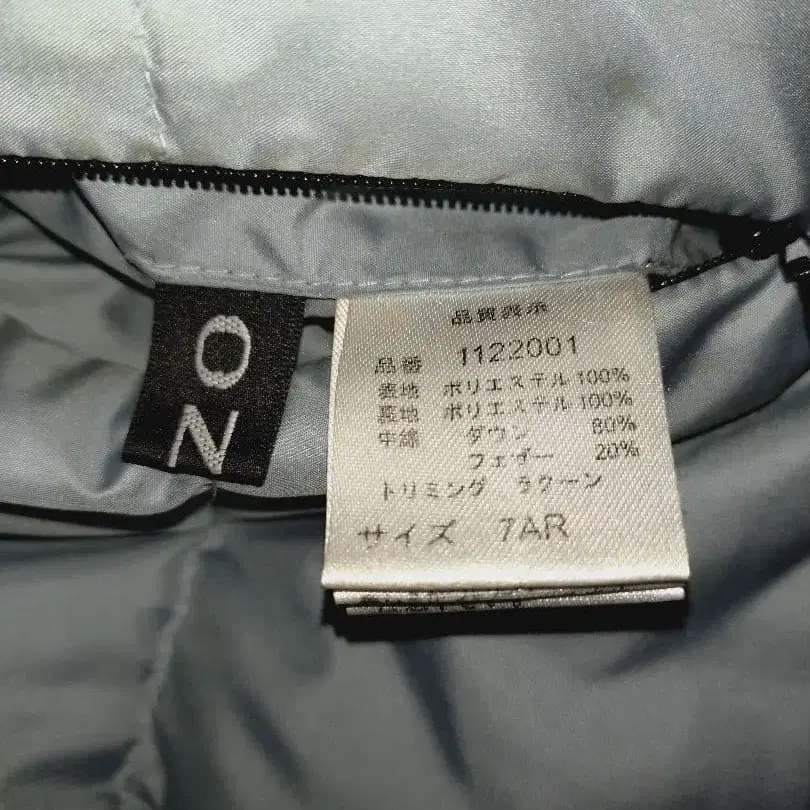 O
N
品質表示
品番 1122001
表地 ポリエステル 100%
裏地 ポリエステル 100%
中綿 ダウン 80%
フェザー 20%
トリミング ラクーン
サイズ 7AR